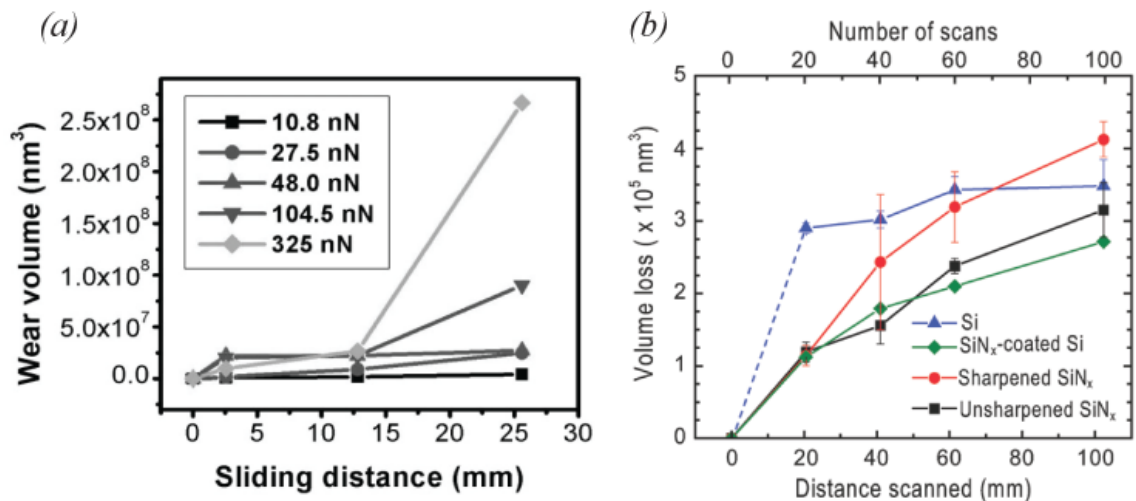 (a)
Wear volume (nm³)
2.5x10⁸
2.0x10⁸
1.5x10⁸
1.0x10⁸
5.0x10⁷
0.0
10.8 nN
27.5 nN
48.0 nN
104.5 nN
325 nN
0 5 10 15 20 25 30
Sliding distance (mm)
(b)
Number of scans
0 20 40 60 80 100
Volume loss ( x 10⁵ nm³)
5
4
3
2
1
0
Si
SiNₓ-coated Si
Sharpened SiNₓ
Unsharpened SiNₓ
0 20 40 60 80 100
Distance scanned (mm)